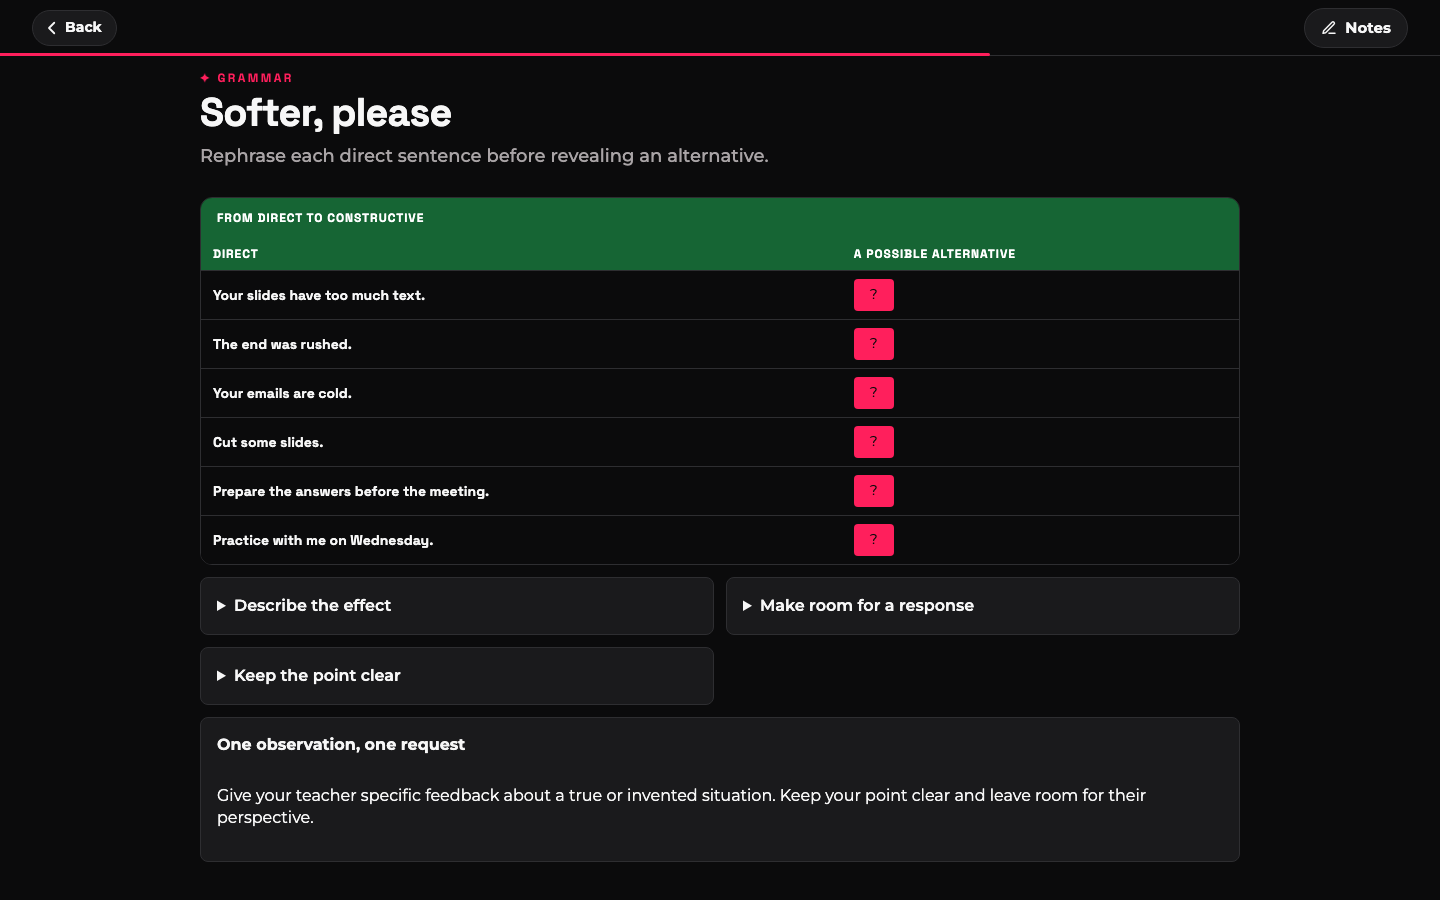 Back
Notes
GRAMMAR
Softer, please
Rephrase each direct sentence before revealing an alternative.
FROM DIRECT TO CONSTRUCTIVE
DIRECT
A POSSIBLE ALTERNATIVE
Your slides have too much text.
?
The end was rushed.
?
Your emails are cold.
?
Cut some slides.
?
Prepare the answers before the meeting.
?
Practice with me on Wednesday.
?
Describe the effect
Make room for a response
Keep the point clear
One observation, one request
Give your teacher specific feedback about a true or invented situation. Keep your point clear and leave room for their
perspective.